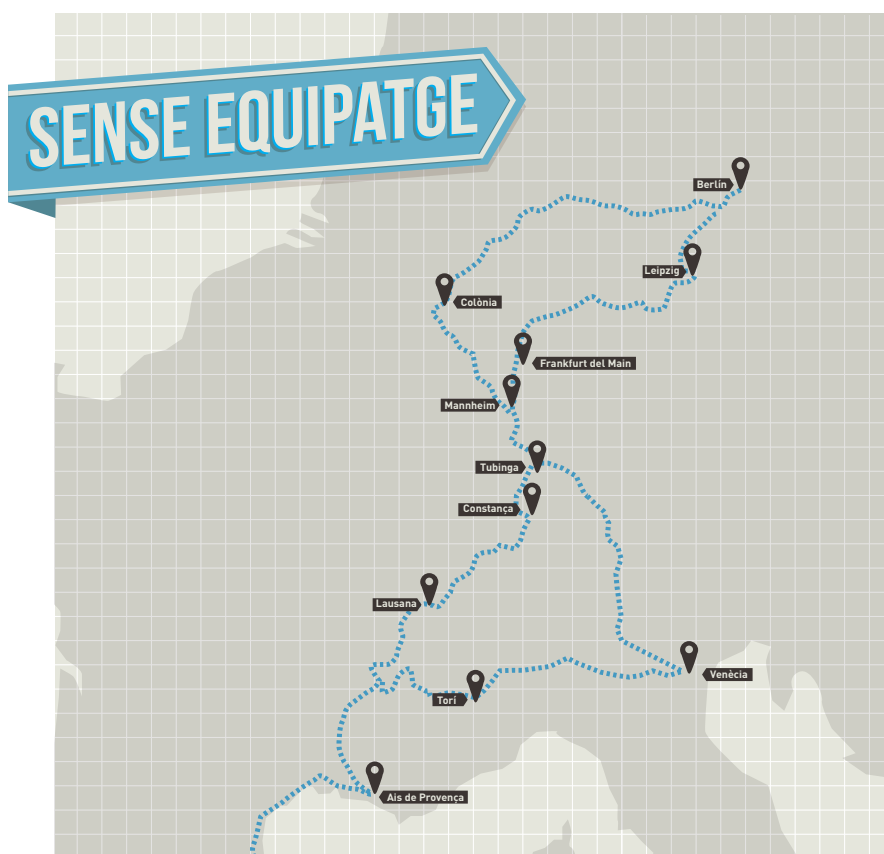 SENSE EQUIPATGE
Berlín
Leipzig
Colònia
Frankfurt del Main
Mannheim
Tubinga
Constança
Lausana
Venècia
Torí
Ais de Provença